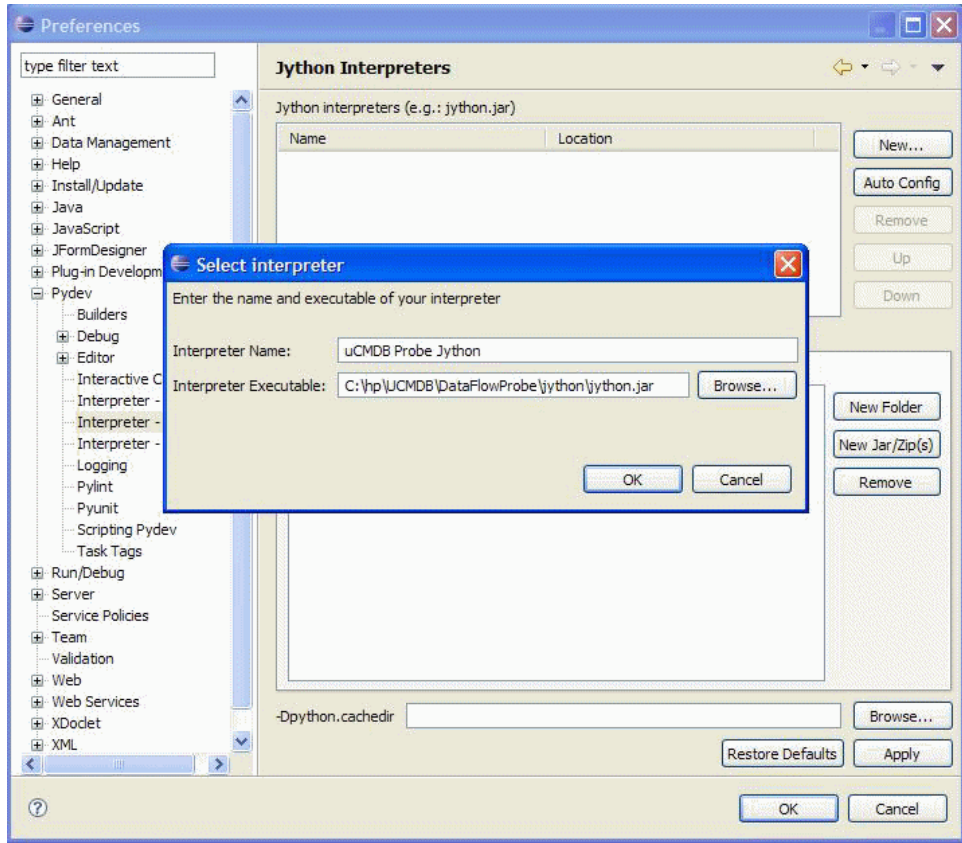 Preferences
type filter text
General
Ant
Data Management
Help
Install/Update
Java
JavaScript
JFormDesigner
Plug-in Developm
Pydev
Builders
Debug
Editor
Interactive C
Interpreter -
Interpreter -
Interpreter -
Logging
Pylint
Pyunit
Scripting Pydev
Task Tags
Run/Debug
Server
Service Policies
Team
Validation
Web
Web Services
XDoclet
XML
Jython Interpreters
Jython interpreters (e.g.: jython.jar)
Name Location
New...
Auto Config
Remove
Up
Down
Select interpreter
Enter the name and executable of your interpreter
Interpreter Name: uCMDB Probe Jython
Interpreter Executable: C:\hp\UCMDB\DataFlowProbe\jython\jython.jar Browse...
OK Cancel
New Folder
New Jar/Zip(s)
Remove
-Dpython.cachedir Browse...
Restore Defaults Apply
? OK Cancel